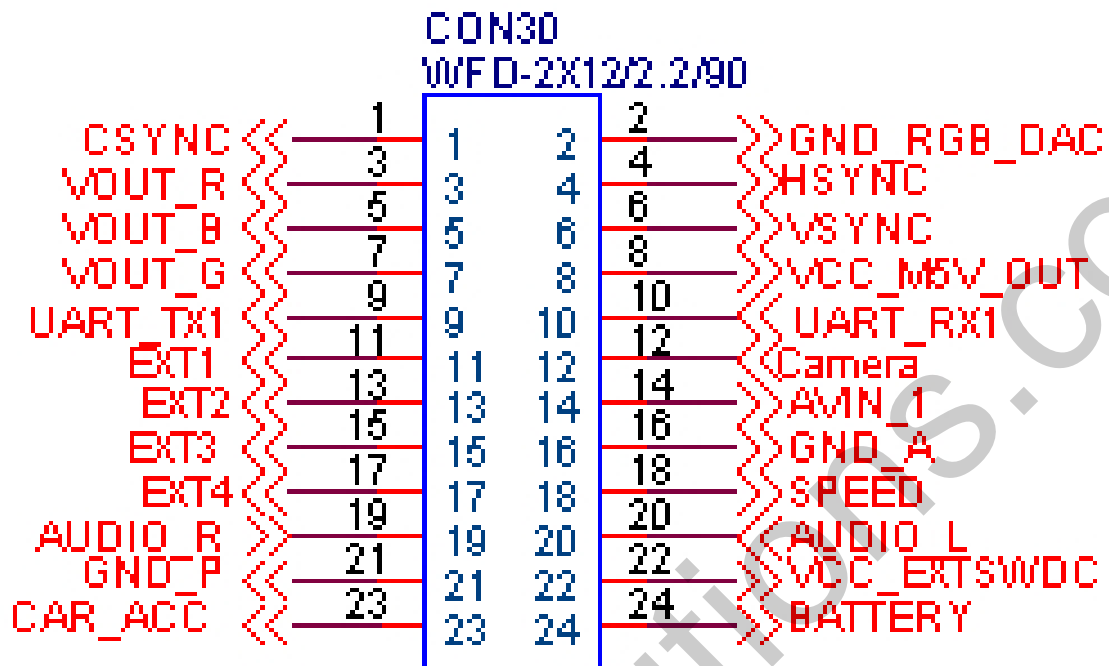 CON30
WFD-2X12/2.2/90
CSYNC 1 1 2 2 GND_RGB_DAC
VOUT_R 3 3 4 4 HSYNC
VOUT_B 5 5 6 6 VSYNC
VOUT_G 7 7 8 8 VCC_M5V_OUT
UART_TX1 9 9 10 10 UART_RX1
EXT1 11 11 12 12 Camera
EXT2 13 13 14 14 AVIN_1
EXT3 15 15 16 16 GND_A
EXT4 17 17 18 18 SPEED
AUDIO_R 19 19 20 20 AUDIO_L
GND_P 21 21 22 22 VCC_EXTSWDC
CAR_ACC 23 23 24 24 BATTERY
tions.co